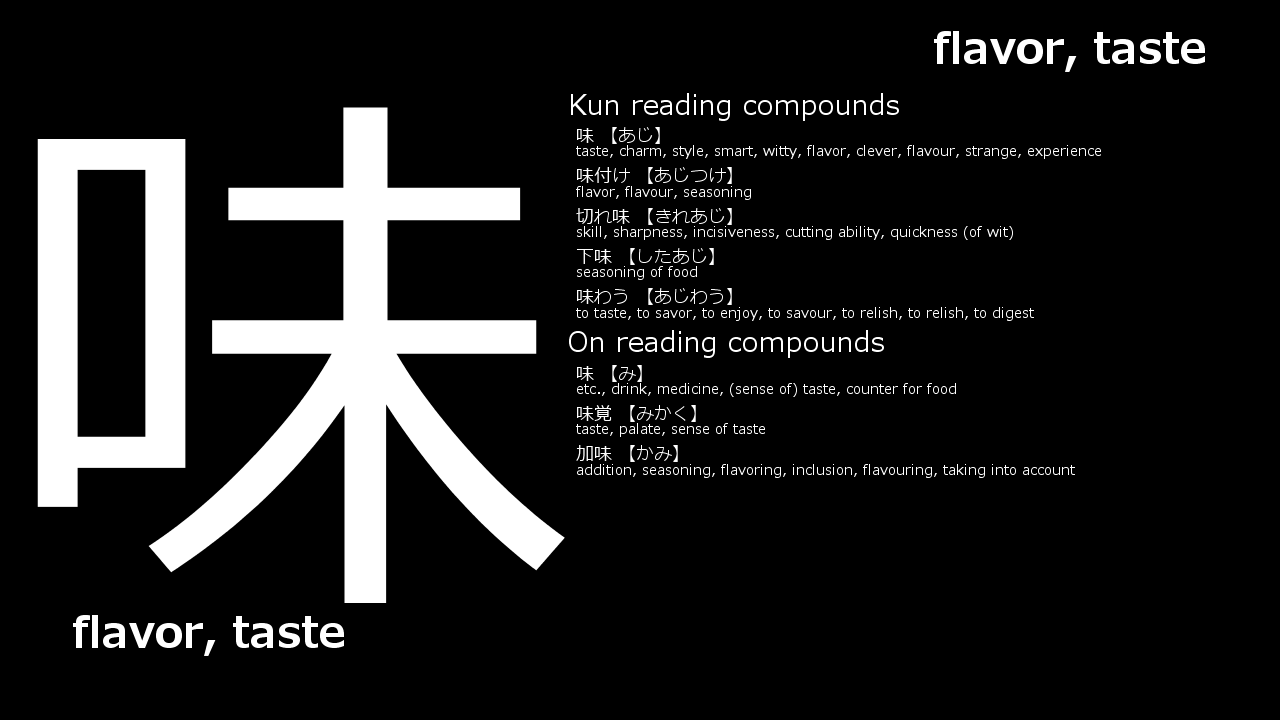 flavor, taste
味
Kun reading compounds
味 【あじ】
taste, charm, style, smart, witty, flavor, clever, flavour, strange, experience
味付け 【あじつけ】
flavor, flavour, seasoning
切れ味 【きれあじ】
skill, sharpness, incisiveness, cutting ability, quickness (of wit)
下味 【したあじ】
seasoning of food
味わう 【あじわう】
to taste, to savor, to enjoy, to savour, to relish, to relish, to digest
On reading compounds
味 【み】
etc., drink, medicine, (sense of) taste, counter for food
味覚 【みかく】
taste, palate, sense of taste
加味 【かみ】
addition, seasoning, flavoring, inclusion, flavouring, taking into account
flavor, taste